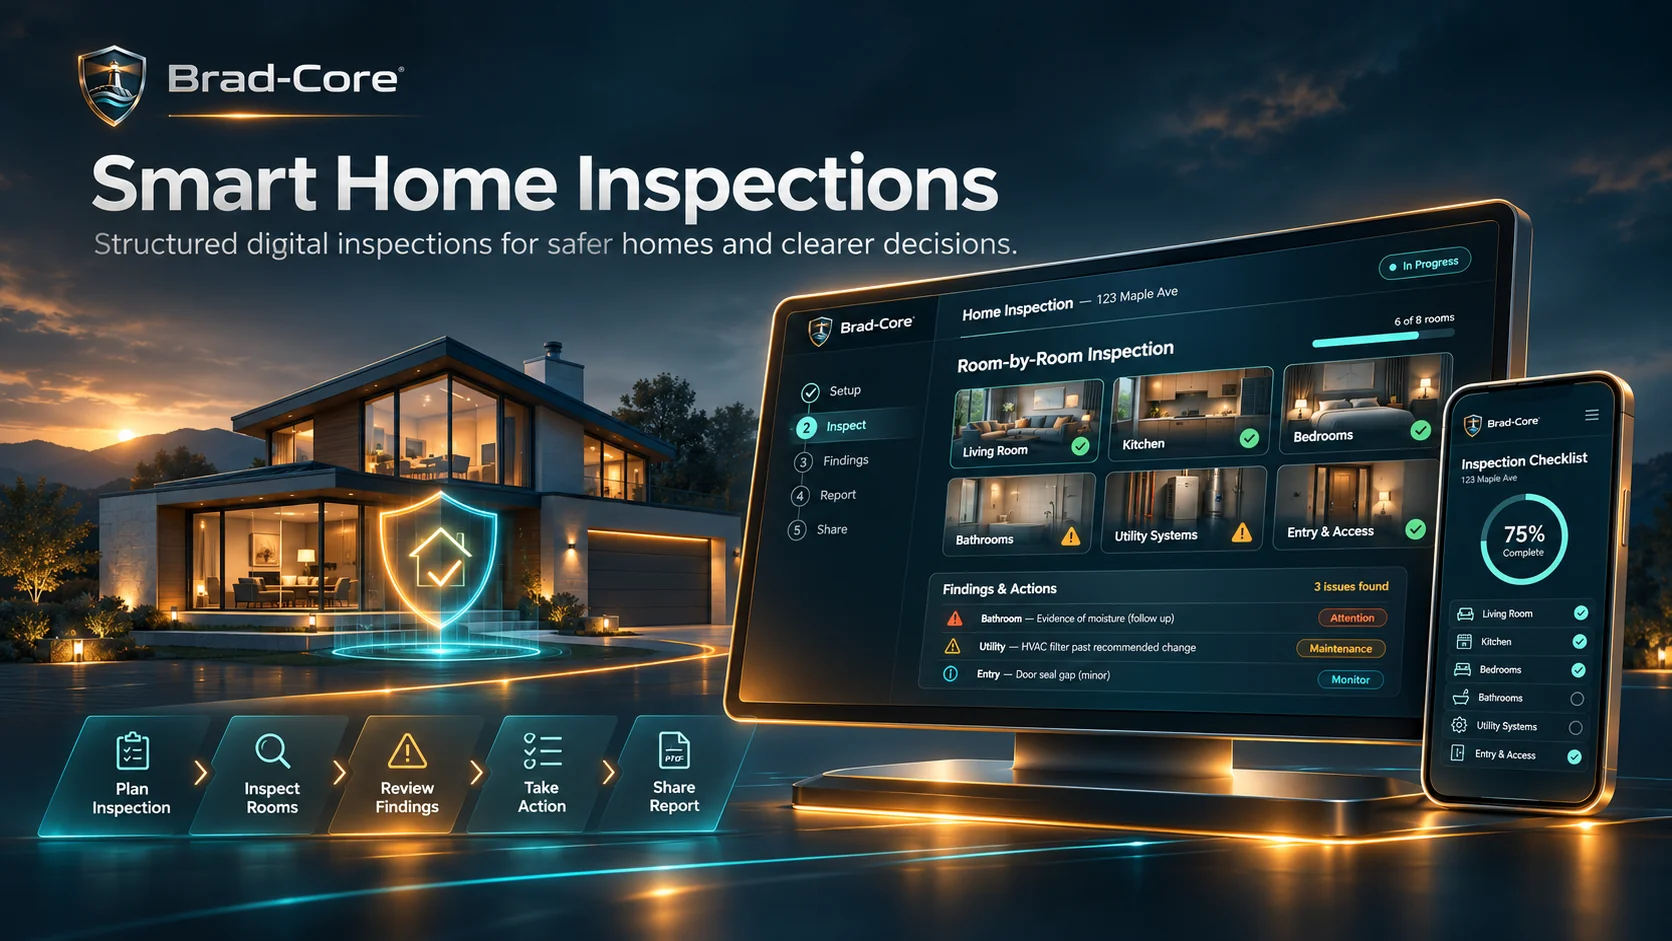 Brad-Core
Smart Home Inspections
Structured digital inspections for safer homes and clearer decisions.
Brad-Core
Setup
2 Inspect
3 Findings
4 Report
5 Share
Home Inspection — 123 Maple Ave
In Progress
6 of 8 rooms
Room-by-Room Inspection
Living Room
Kitchen
Bedrooms
Bathrooms
Utility Systems
Entry & Access
Findings & Actions
3 issues found
Bathroom — Evidence of moisture (follow up)
Attention
Utility — HVAC filter past recommended change
Maintenance
Entry — Door seal gap (minor)
Monitor
Brad-Core
Inspection Checklist
123 Maple Ave
75%
Complete
Living Room
Kitchen
Bedrooms
Bathrooms
Utility Systems
Entry & Access
Plan
Inspection
Inspect
Rooms
Review
Findings
Take
Action
Share
Report